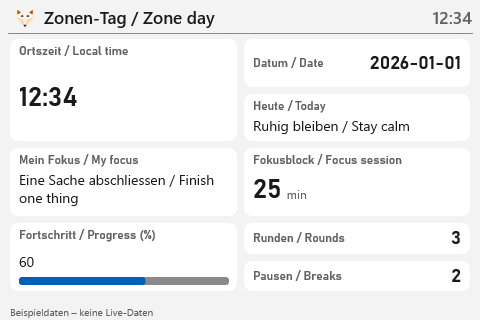 Zonen-Tag / Zone day
12:34
Ortszeit / Local time
12:34
Datum / Date
2026-01-01
Heute / Today
Ruhig bleiben / Stay calm
Mein Fokus / My focus
Eine Sache abschliessen / Finish
one thing
Fokusblock / Focus session
25 min
Fortschritt / Progress (%)
60
Runden / Rounds
3
Pausen / Breaks
2
Beispieldaten – keine Live-Daten